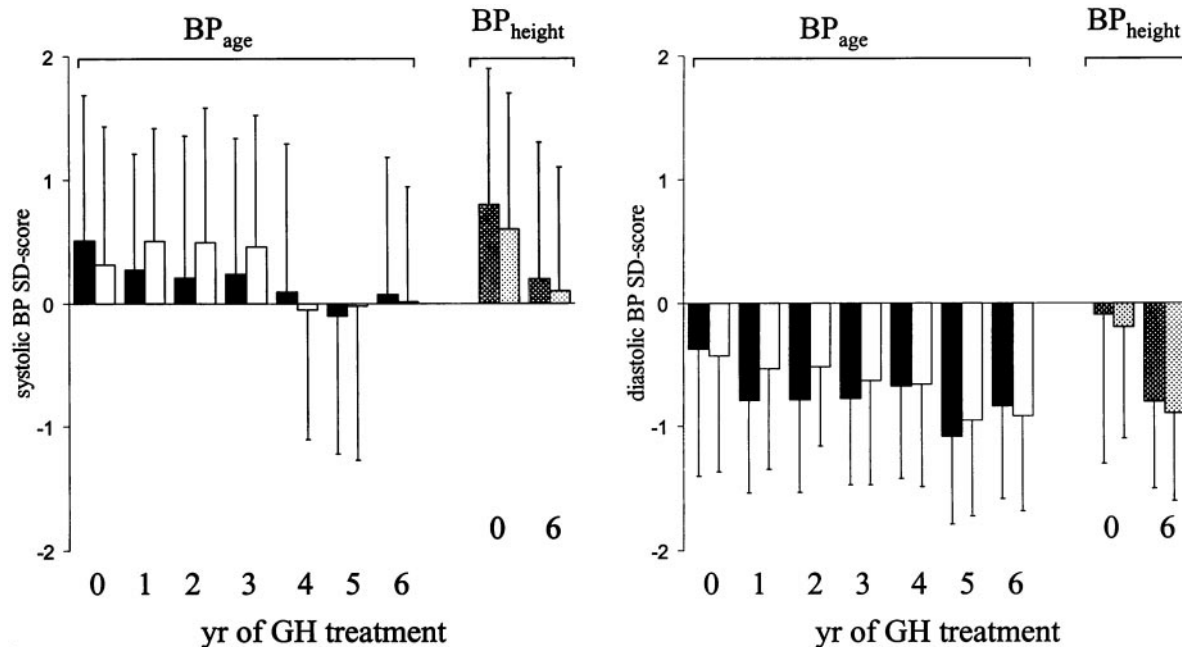 BP_age
BP_height
2
1
0
-1
-2
systolic BP SD-score
0 6
0 1 2 3 4 5 6
yr of GH treatment
BP_age
BP_height
2
1
0
-1
-2
diastolic BP SD-score
0 6
0 1 2 3 4 5 6
yr of GH treatment